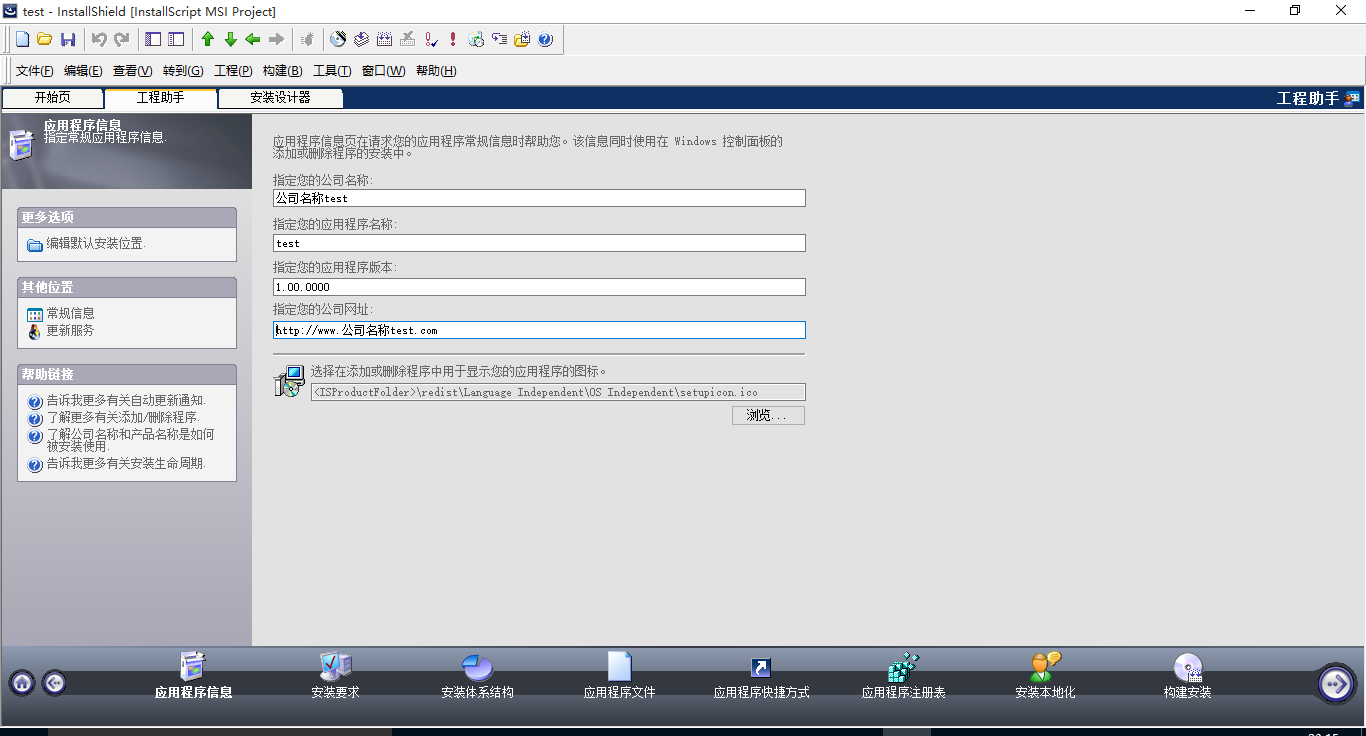 test - InstallShield [InstallScript MSI Project]
文件(F) 编辑(E) 查看(V) 转到(G) 工程(P) 构建(B) 工具(T) 窗口(W) 帮助(H)
开始页 工程助手 安装设计器 工程助手
应用程序信息
指定常规应用程序信息.
更多选项
编辑默认安装位置.
其他位置
常规信息
更新服务
帮助链接
告诉我更多有关自动更新通知.
了解更多有关添加/删除程序.
了解公司名称和产品名称是如何
被安装使用.
告诉我更多有关安装生命周期.
应用程序信息页在请求您的应用程序常规信息时帮助您。该信息同时使用在 Windows 控制面板的
添加或删除程序的安装中。
指定您的公司名称:
公司名称test
指定您的应用程序名称:
test
指定您的应用程序版本:
1.00.0000
指定您的公司网址:
http://www.公司名称test.com
选择在添加或删除程序中用于显示您的应用程序的图标。
<ISProductFolder>\redist\Language Independent\OS Independent\setupicon.ico
浏览...
应用程序信息 安装要求 安装体系结构 应用程序文件 应用程序快捷方式 应用程序注册表 安装本地化 构建安装